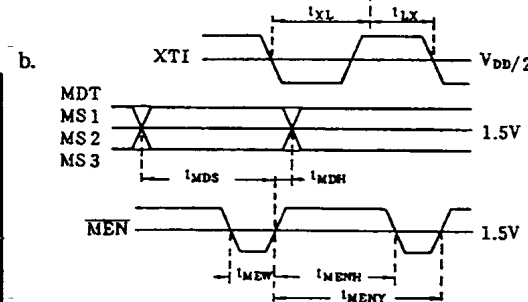 tXL tLX
b.
XTI
VDD/2
MDT
MS1
MS2
MS3
1.5V
tMDS tMDH
MEN
1.5V
tMEW tMENH
tMENY